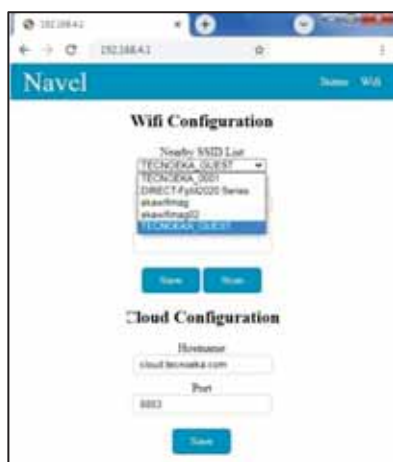 192.168.4.1
192.168.4.1
Navel
Home Wifi
Wifi Configuration
Nearby SSID List
TECNOEKA_GUEST
TECNOEKA_0001
DIRECT-FybI2020 Series
ekawifimag
ekawifimag02
TECNOEKA_GUEST
Save Scan
Cloud Configuration
Hostname
cloud.tecnoeka.com
Port
8883
Save